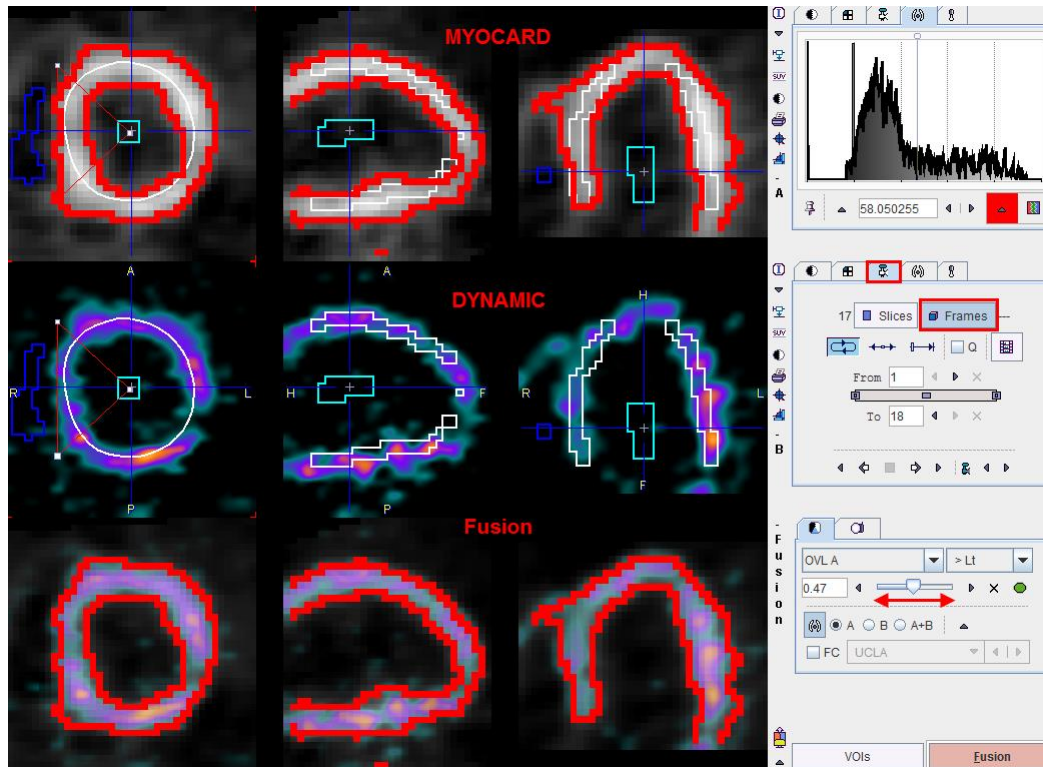 MYOCARD
SUV
A
58.050255
A
A
DYNAMIC
H
R
L
H
F
R
L
P
P
F
SUV
B
17 Slices Frames
Q
From 1
To 18
Fusion
- Fusion
OVL A > Lt
0.47
A B A+B
FC UCLA
VOIs Fusion